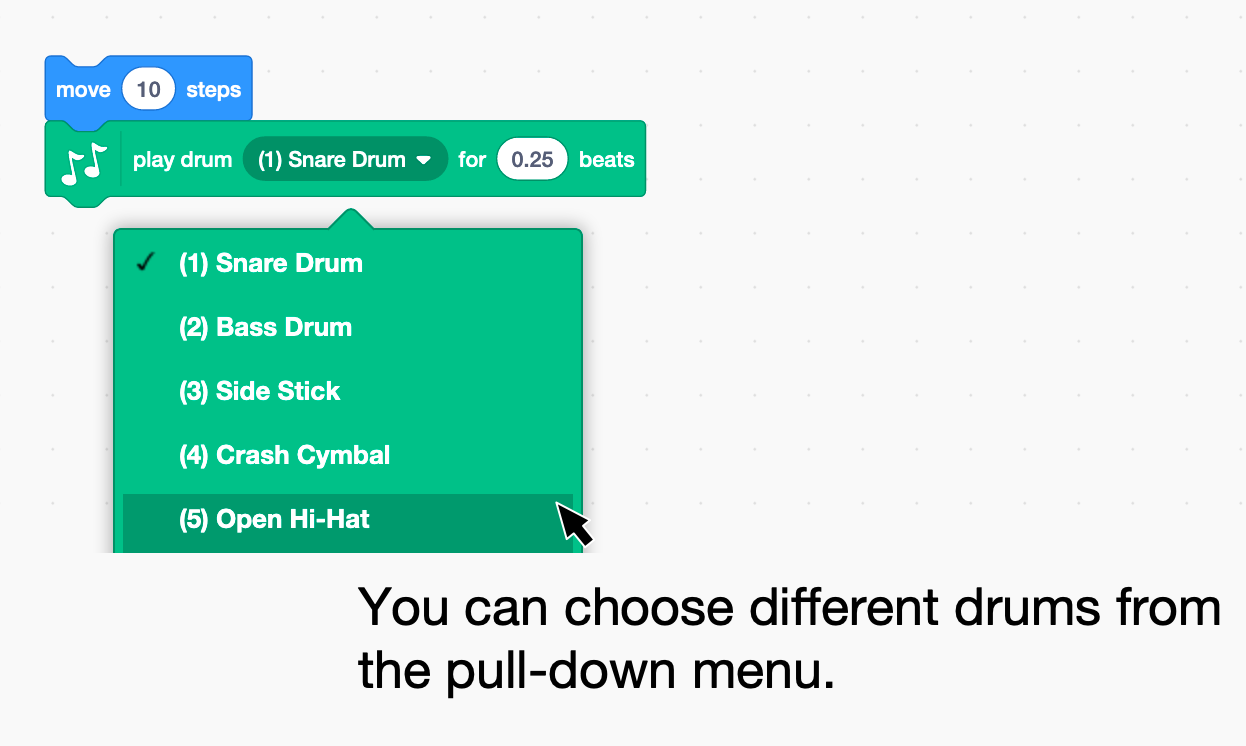 move 10 steps
play drum (1) Snare Drum for 0.25 beats
✓ (1) Snare Drum
(2) Bass Drum
(3) Side Stick
(4) Crash Cymbal
(5) Open Hi-Hat
You can choose different drums from
the pull-down menu.